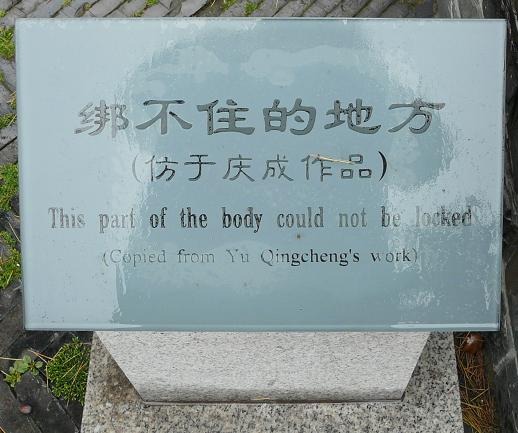 绑不住的地方
(仿于庆成作品)
This part of the body could not be locked
(Copied from Yu Qingcheng's work)